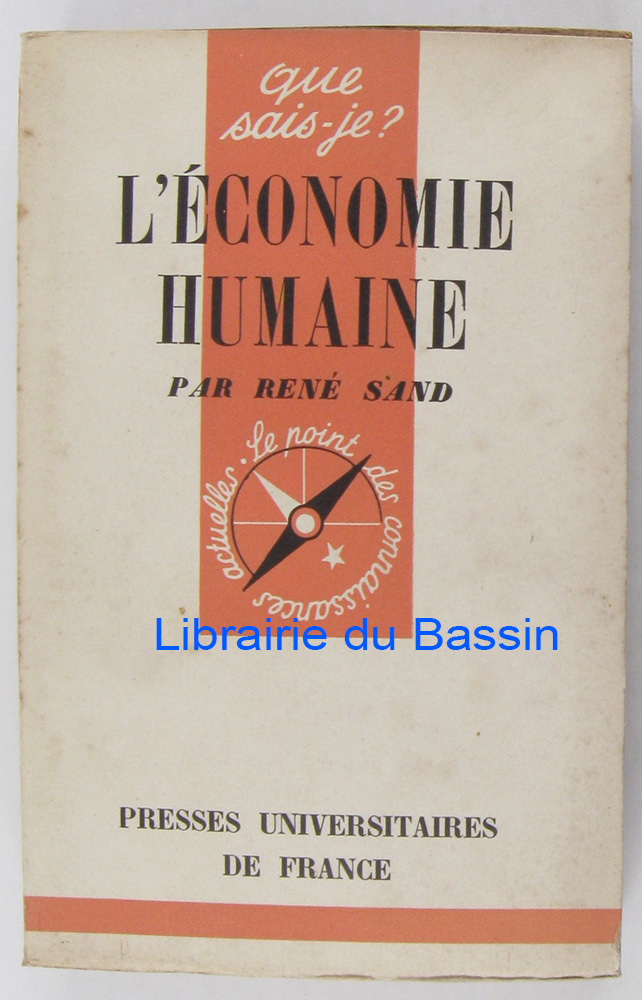 que
sais-je?
L'ÉCONOMIE
HUMAINE
PAR RENÉ SAND
Le point des connaissances actuelles.
Librairie du Bassin
PRESSES UNIVERSITAIRES
DE FRANCE